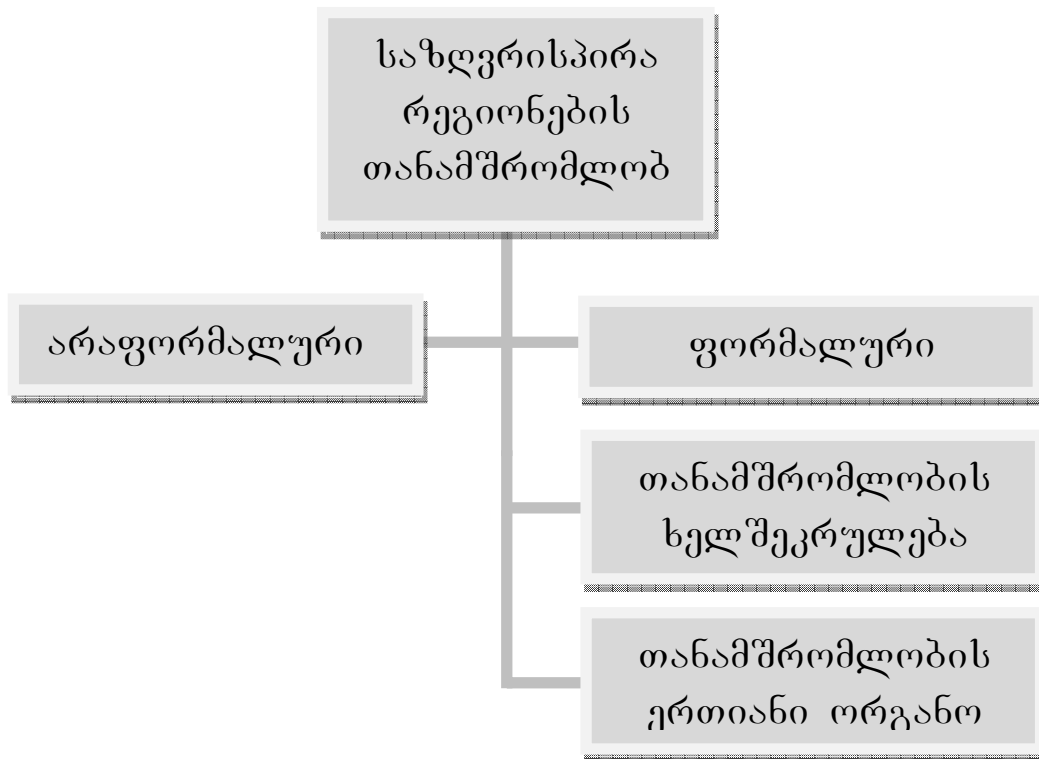 საზღვრისპირა
რეგიონების
თანამშრომლობ
არაფორმალური
ფორმალური
თანამშრომლობის
ხელშეკრულება
თანამშრომლობის
ერთიანი ორგანო